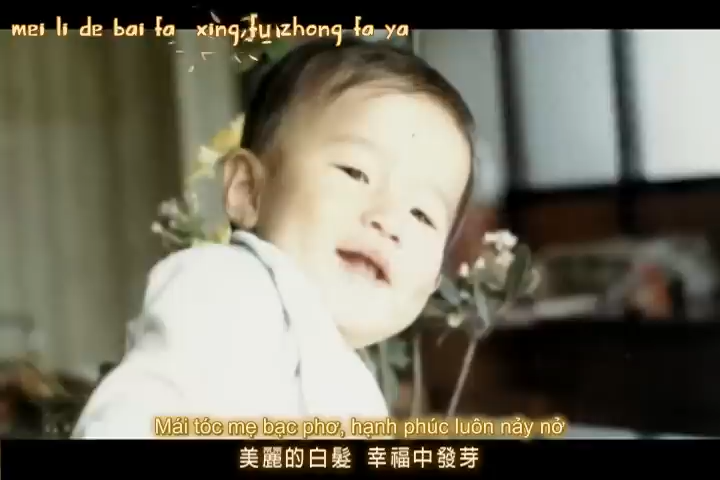 mei li de bai fa xing fu zhong fa ya
Mái tóc mẹ bạc phơ, hạnh phúc luôn nảy nở
美麗的白髮 幸福中發芽